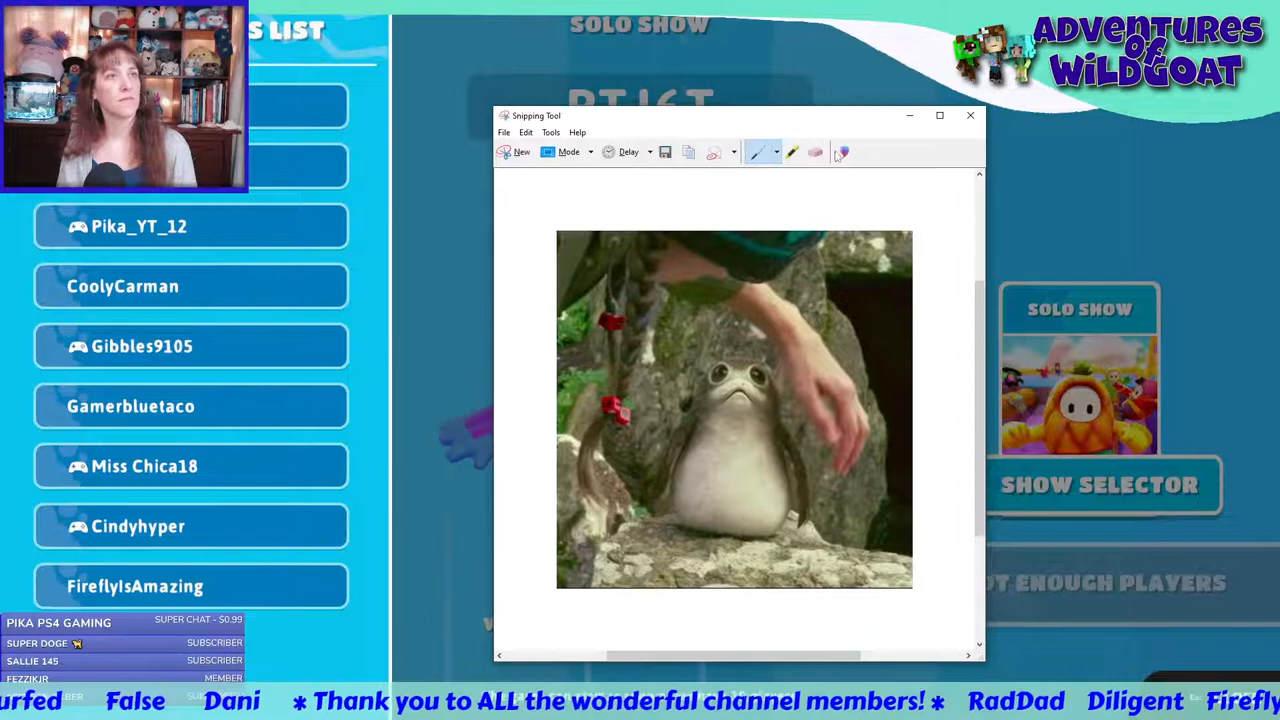 S LIST
SOLO SHOW
ADVENTURES
OF
WILDGOAT
Snipping Tool
File Edit Tools Help
New Mode Delay
Pika_YT_12
CoolyCarman
Gibbles9105
Gamerbluetaco
Miss Chica18
Cindyhyper
FireflyIsAmazing
SOLO SHOW
SHOW SELECTOR
OT ENOUGH PLAYERS
PIKA PS4 GAMING SUPER CHAT - $0.99
SUPER DOGE SUBSCRIBER
SALLIE 145 SUBSCRIBER
FEZZIKJR MEMBER
urfed False Dani * Thank you to ALL the wonderful channel members! * RadDad Diligent Firefly